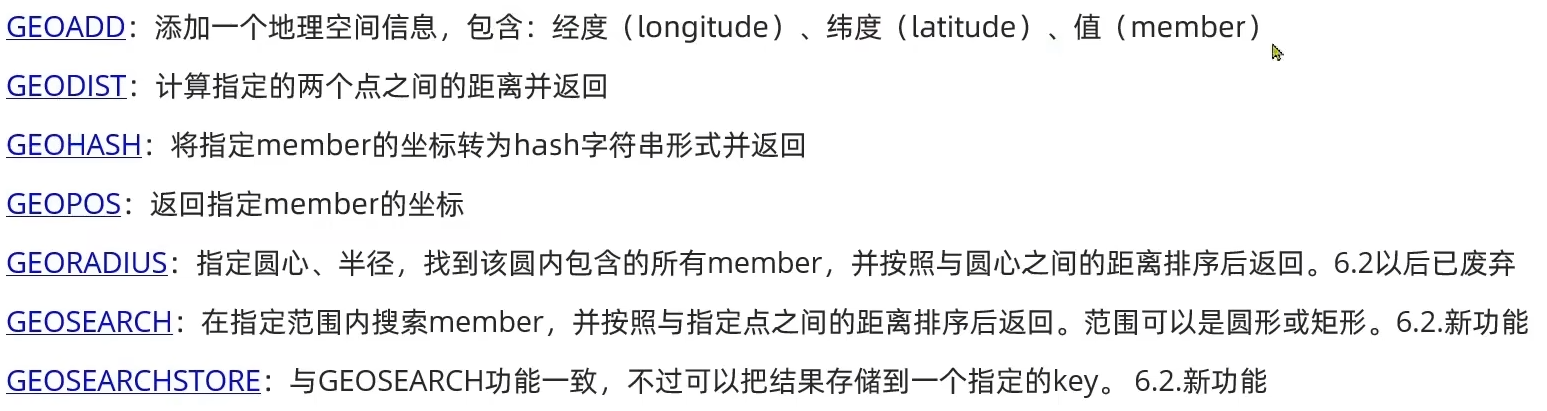 GEOADD：添加一个地理空间信息，包含：经度（longitude）、纬度（latitude）、值（member）
GEODIST：计算指定的两个点之间的距离并返回
GEOHASH：将指定member的坐标转为hash字符串形式并返回
GEOPOS：返回指定member的坐标
GEORADIUS：指定圆心、半径，找到该圆内包含的所有member，并按照与圆心之间的距离排序后返回。6.2以后已废弃
GEOSEARCH：在指定范围内搜索member，并按照与指定点之间的距离排序后返回。范围可以是圆形或矩形。6.2.新功能
GEOSEARCHSTORE：与GEOSEARCH功能一致，不过可以把结果存储到一个指定的key。 6.2.新功能